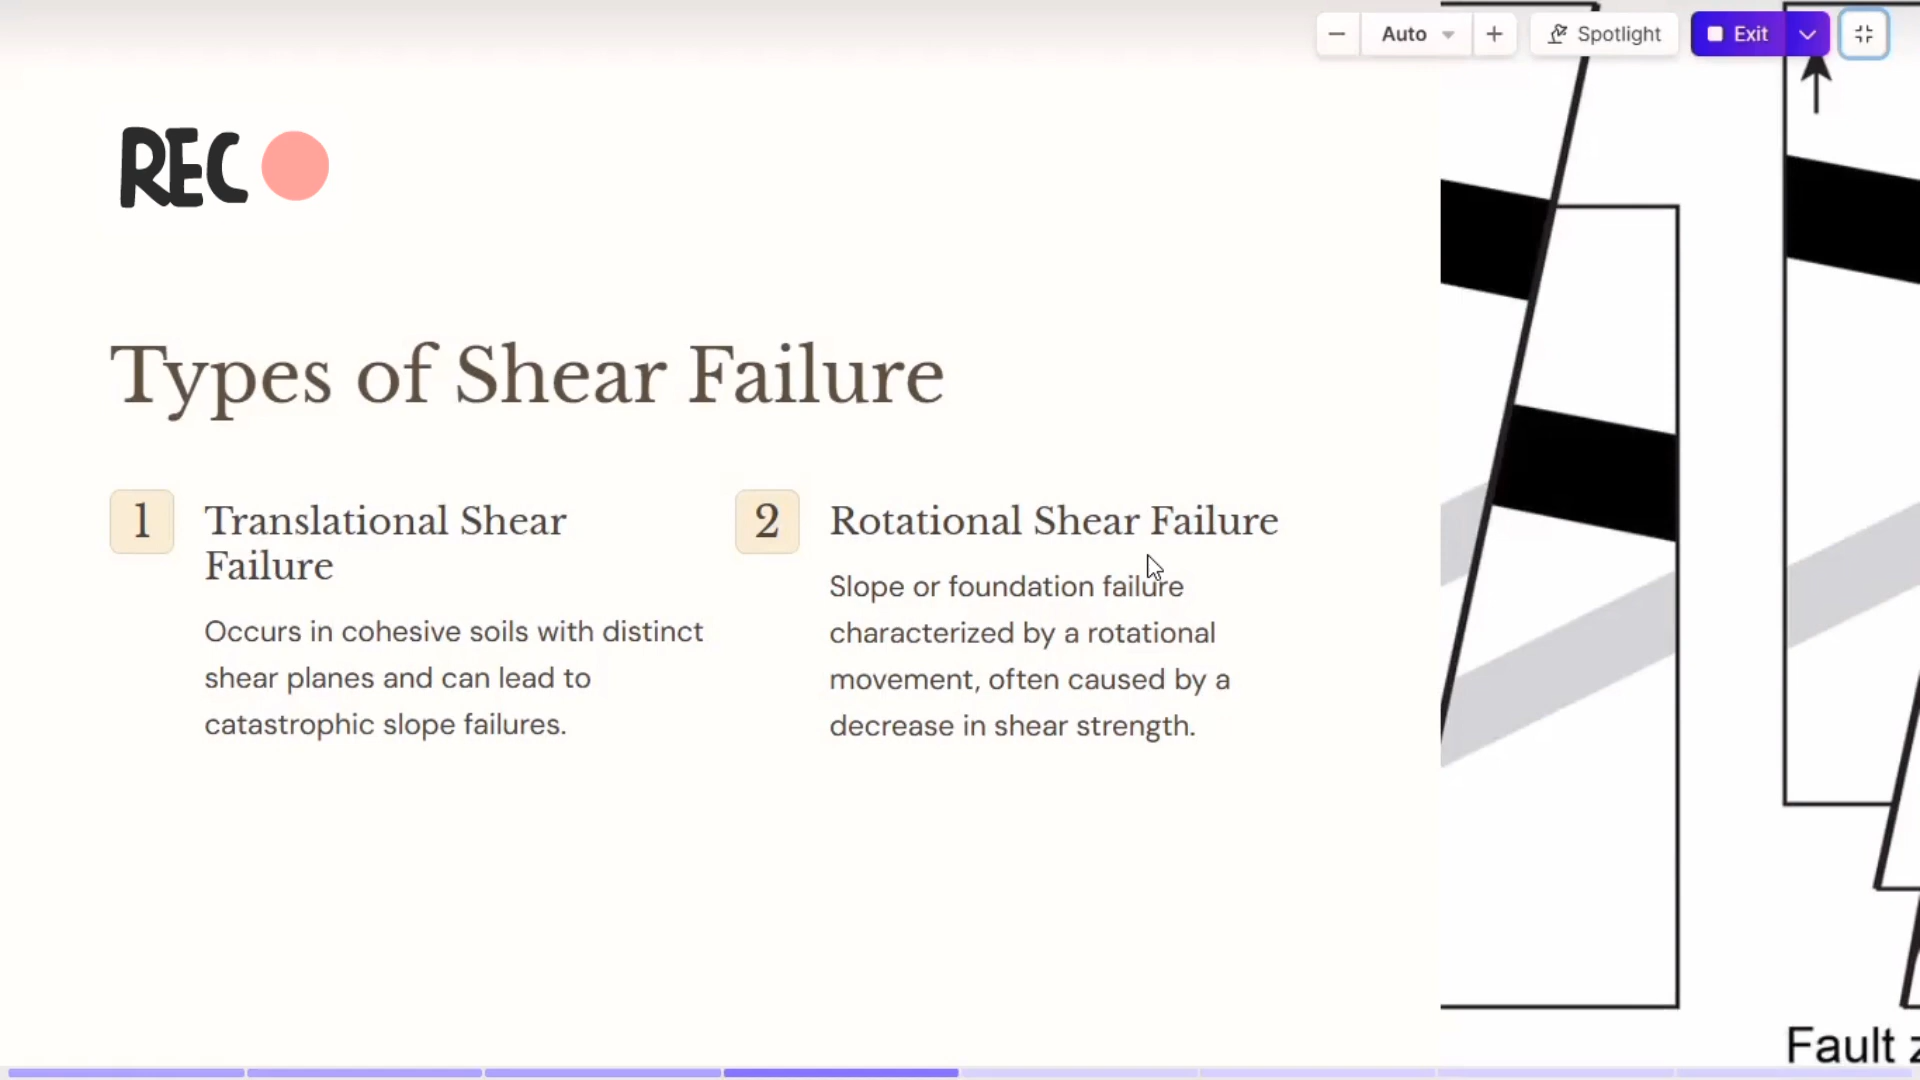 Auto
Spotlight
Exit
REC
Types of Shear Failure
1
Translational Shear
Failure
Occurs in cohesive soils with distinct
shear planes and can lead to
catastrophic slope failures.
2
Rotational Shear Failure
Slope or foundation failure
characterized by a rotational
movement, often caused by a
decrease in shear strength.
Fault z